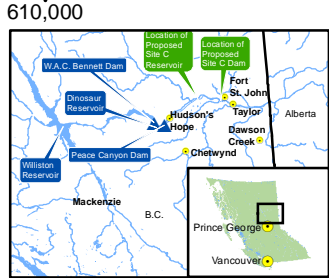 610,000
Location of
Proposed
Site C
Reservoir
Location of
Proposed
Site C Dam
W.A.C. Bennett Dam
Fort
St. John
Dinosaur
Reservoir
Taylor
Alberta
Hudson's
Hope
Dawson
Creek
Peace Canyon Dam
Chetwynd
Williston
Reservoir
Mackenzie
B.C.
Prince George
Vancouver